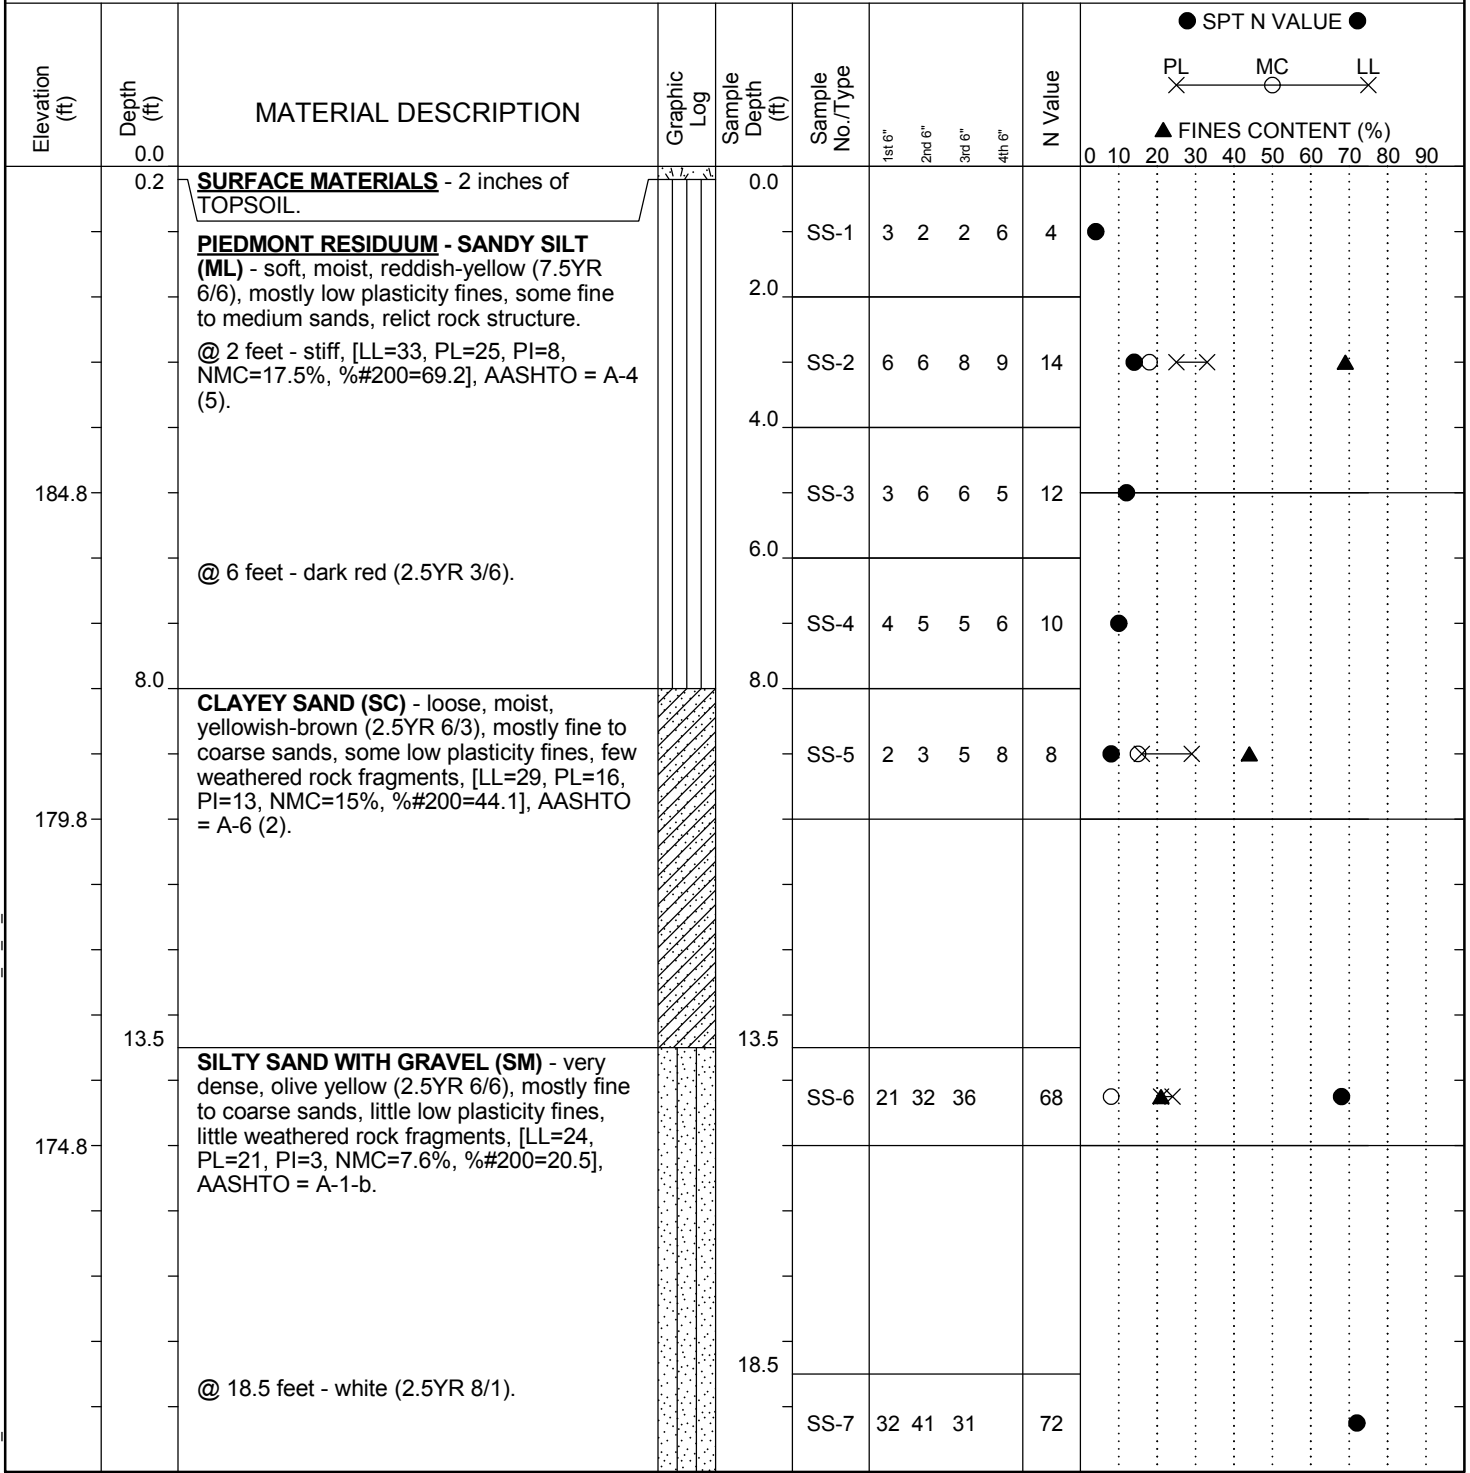 ● SPT N VALUE ●
PL MC LL
▲ FINES CONTENT (%)
0 10 20 30 40 50 60 70 80 90
Elevation
(ft)
Depth
(ft)
0.0
MATERIAL DESCRIPTION
Graphic
Log
Sample
Depth
(ft)
Sample
No./Type
1st 6"
2nd 6"
3rd 6"
4th 6"
N Value
0.2
SURFACE MATERIALS - 2 inches of
TOPSOIL.
0.0
PIEDMONT RESIDUUM - SANDY SILT
(ML) - soft, moist, reddish-yellow (7.5YR
6/6), mostly low plasticity fines, some fine
to medium sands, relict rock structure.
SS-1 3 2 2 6 4
2.0
@ 2 feet - stiff, [LL=33, PL=25, PI=8,
NMC=17.5%, %#200=69.2], AASHTO = A-4
(5).
SS-2 6 6 8 9 14
4.0
184.8
SS-3 3 6 6 5 12
6.0
@ 6 feet - dark red (2.5YR 3/6).
SS-4 4 5 5 6 10
8.0
8.0
CLAYEY SAND (SC) - loose, moist,
yellowish-brown (2.5YR 6/3), mostly fine to
coarse sands, some low plasticity fines, few
weathered rock fragments, [LL=29, PL=16,
PI=13, NMC=15%, %#200=44.1], AASHTO
= A-6 (2).
SS-5 2 3 5 8 8
179.8
13.5
13.5
SILTY SAND WITH GRAVEL (SM) - very
dense, olive yellow (2.5YR 6/6), mostly fine
to coarse sands, little low plasticity fines,
little weathered rock fragments, [LL=24,
PL=21, PI=3, NMC=7.6%, %#200=20.5],
AASHTO = A-1-b.
SS-6 21 32 36 68
174.8
18.5
@ 18.5 feet - white (2.5YR 8/1).
SS-7 32 41 31 72